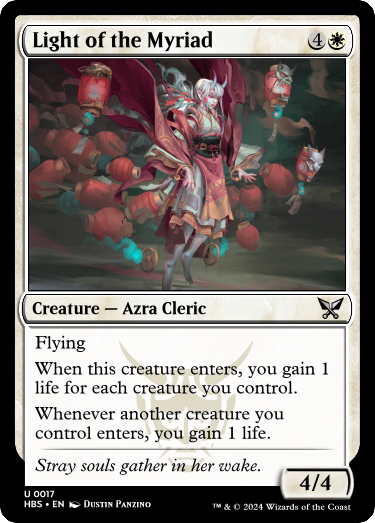 Light of the Myriad 4
Creature — Azra Cleric
Flying
When this creature enters, you gain 1
life for each creature you control.
Whenever another creature you
control enters, you gain 1 life.
Stray souls gather in her wake.
4/4
U 0017
HBS • EN DUSTIN PANZINO
™ & © 2024 Wizards of the Coast